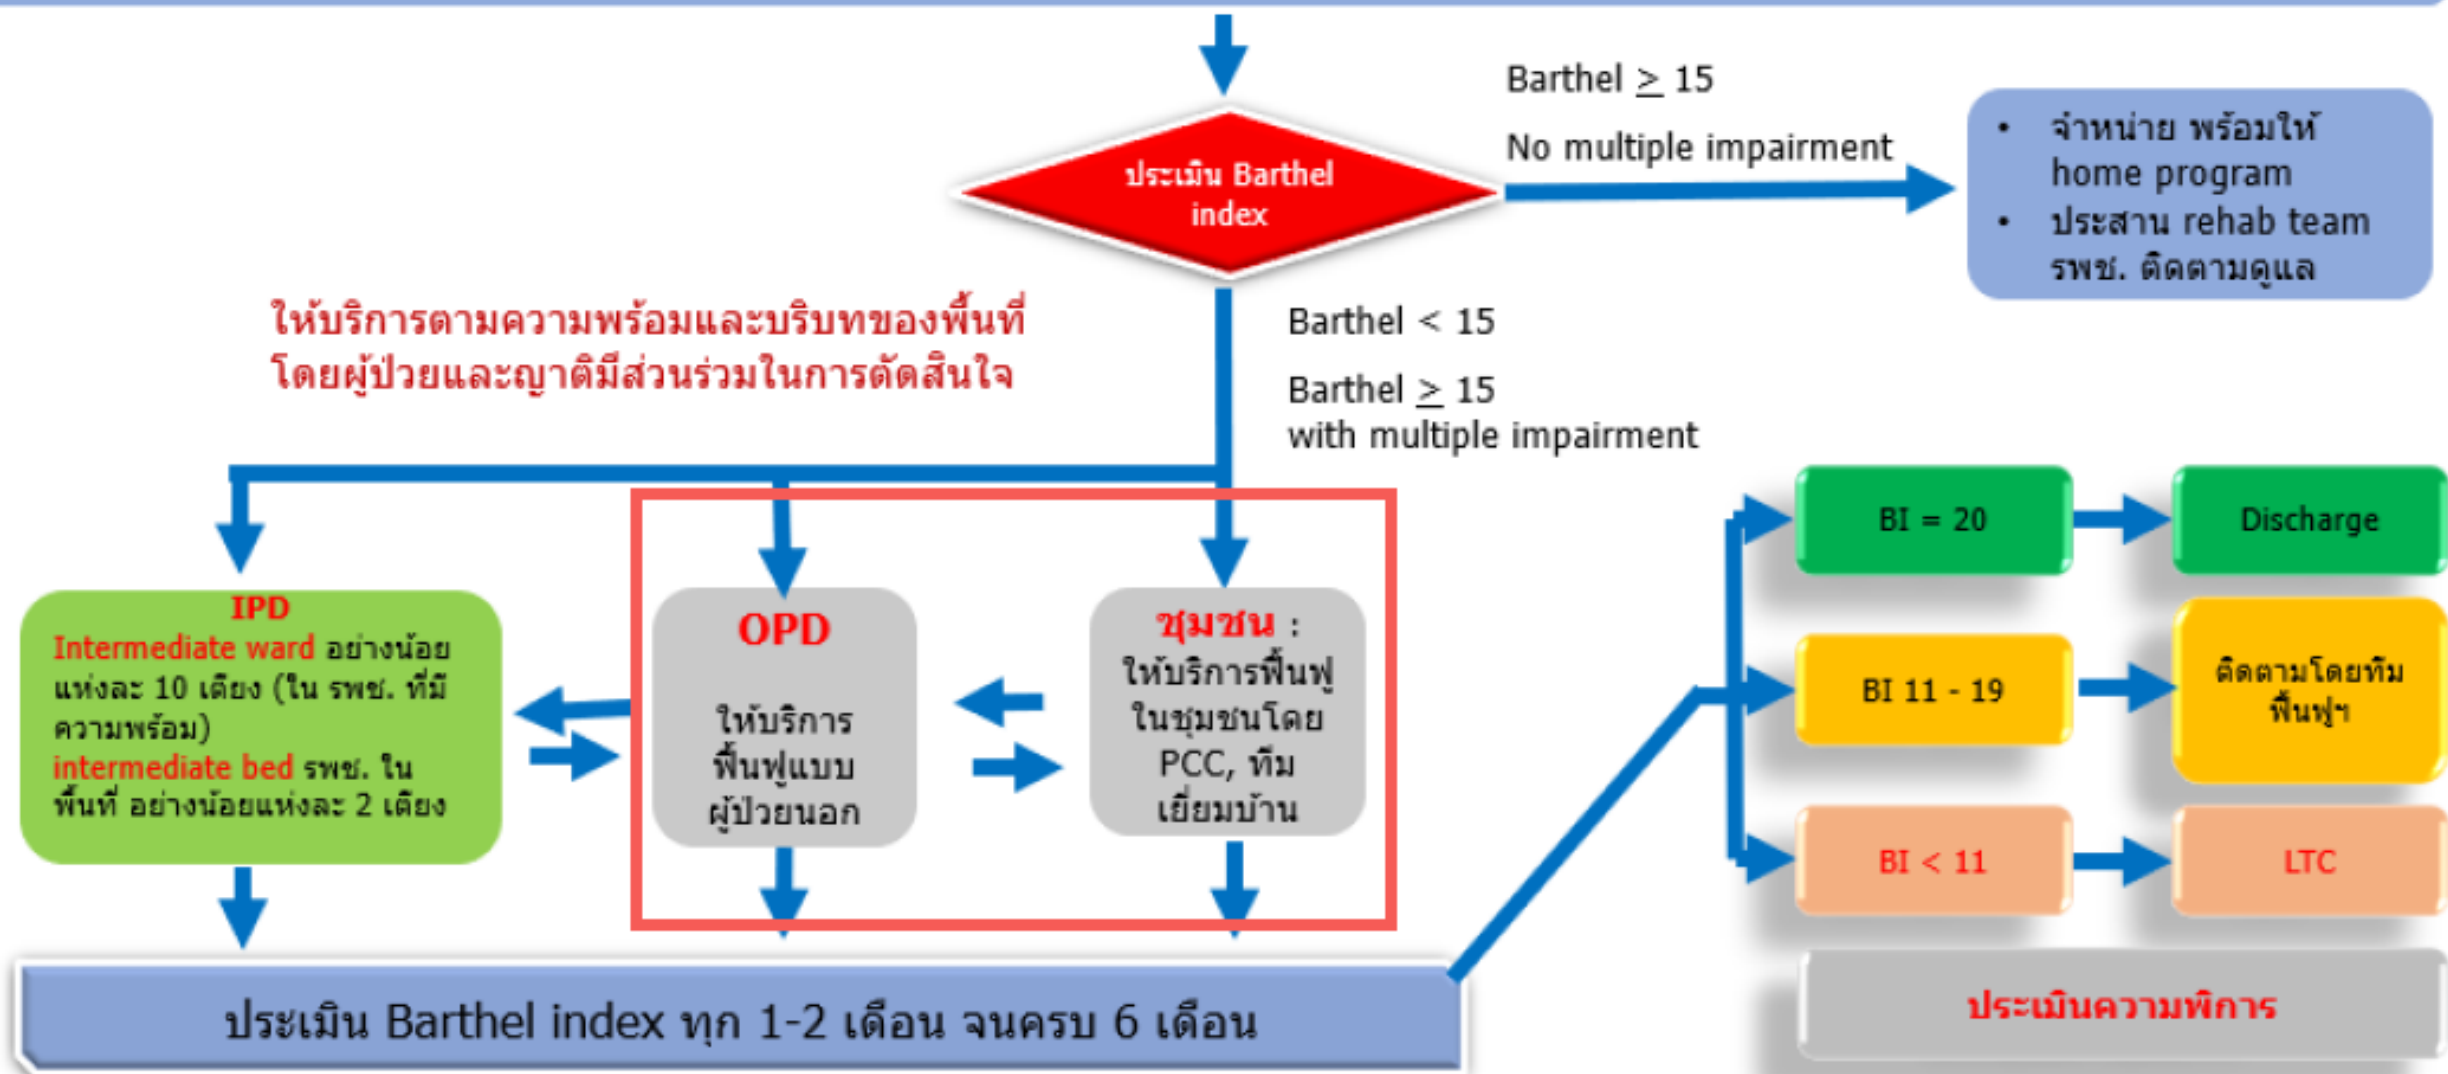 Barthel ≥ 15
No multiple impairment
ประเมิน Barthel
index
• จำหน่าย พร้อมให้
home program
• ประสาน rehab team
รพช. ติดตามดูแล
ให้บริการตามความพร้อมและบริบทของพื้นที่
โดยผู้ป่วยและญาติมีส่วนร่วมในการตัดสินใจ
Barthel < 15
Barthel ≥ 15
with multiple impairment
IPD
Intermediate ward อย่างน้อย
แห่งละ 10 เตียง (ใน รพช. ที่มี
ความพร้อม)
intermediate bed รพช. ใน
พื้นที่ อย่างน้อยแห่งละ 2 เตียง
OPD
ให้บริการ
ฟื้นฟูแบบ
ผู้ป่วยนอก
ชุมชน :
ให้บริการฟื้นฟู
ในชุมชนโดย
PCC, ทีม
เยี่ยมบ้าน
BI = 20
Discharge
BI 11 - 19
ติดตามโดยทีม
ฟื้นฟูฯ
BI < 11
LTC
ประเมินความพิการ
ประเมิน Barthel index ทุก 1-2 เดือน จนครบ 6 เดือน